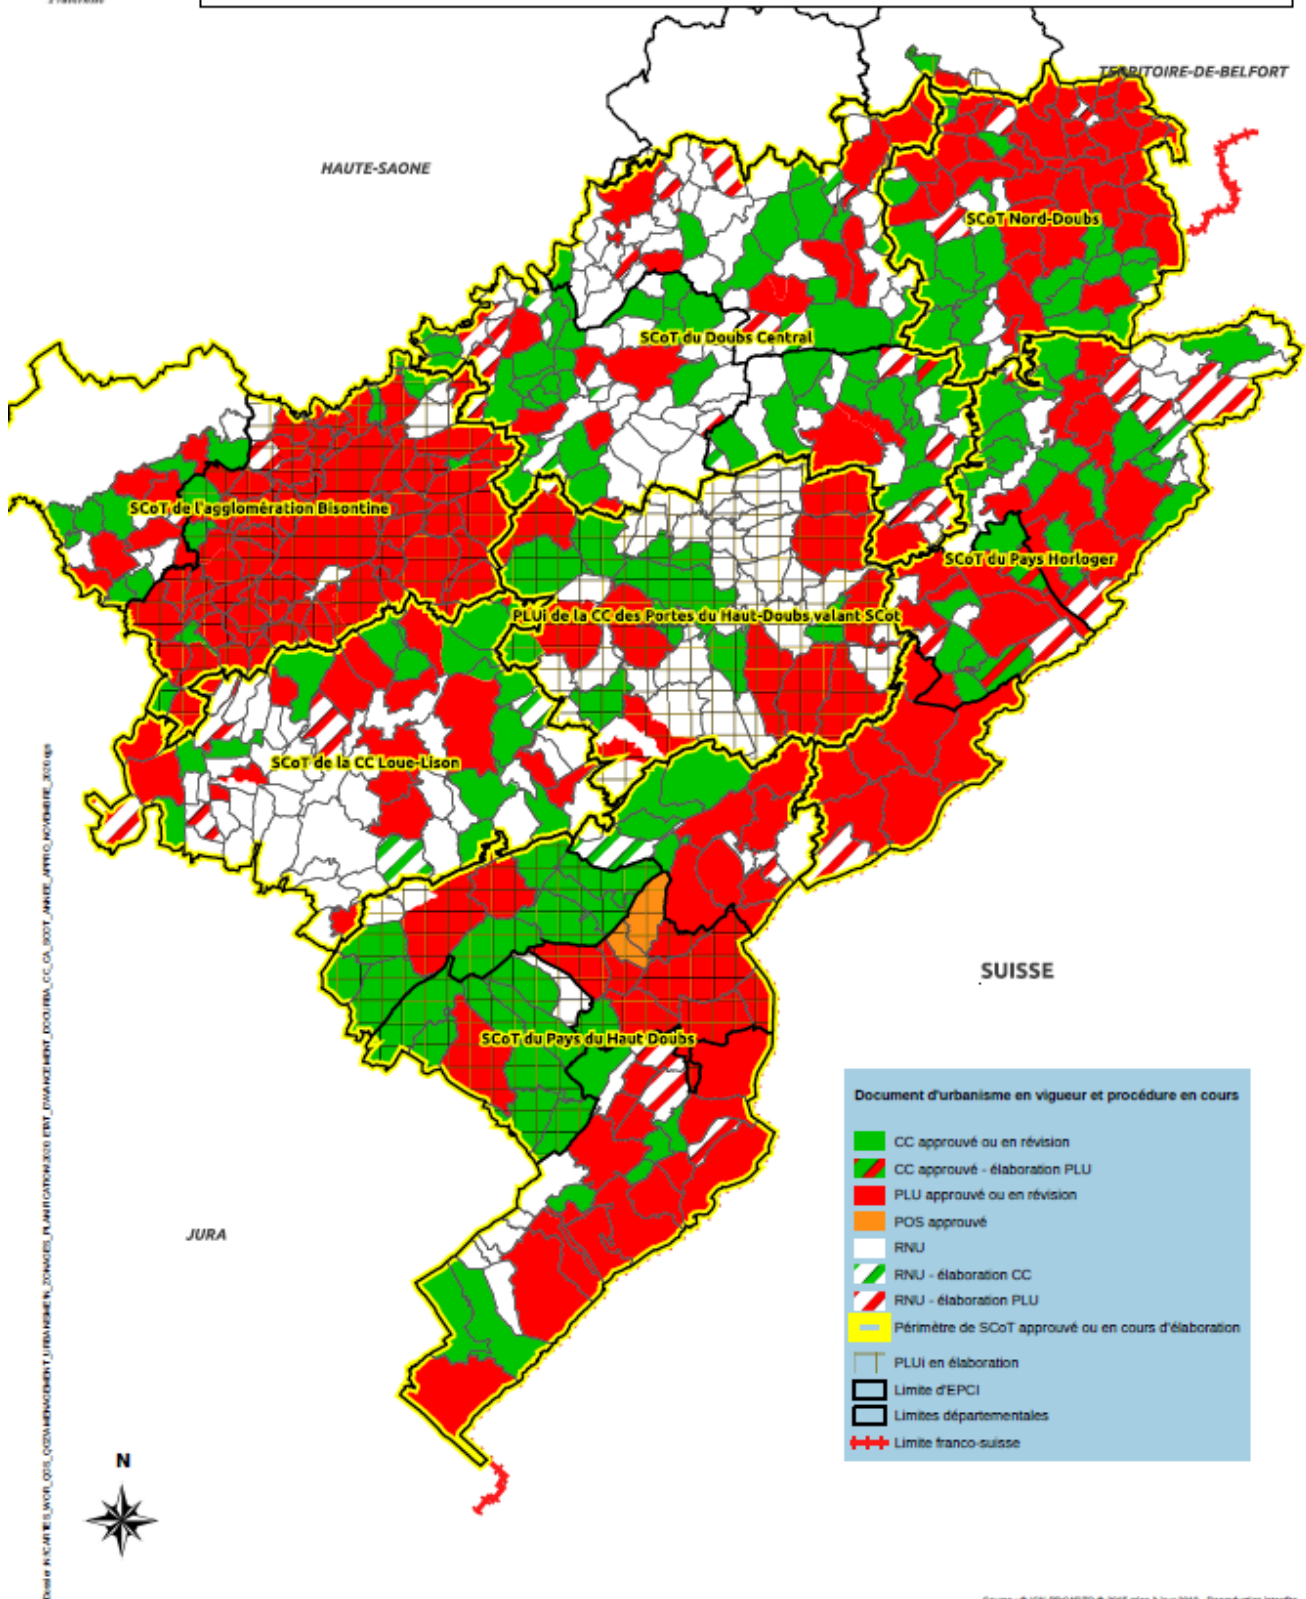 TERRITOIRE-DE-BELFORT
HAUTE-SAONE
SCoT Nord-Doubs
SCoT du Doubs Central
SCoT de l'agglomération Bisontine
SCoT du Pays Horloger
PLUi de la CC des Portes du Haut-Doubs valant SCot
SCoT de la CC Loue-Lison
SUISSE
SCoT du Pays du Haut Doubs
JURA
Document d'urbanisme en vigueur et procédure en cours
CC approuvé ou en révision
CC approuvé - élaboration PLU
PLU approuvé ou en révision
POS approuvé
RNU
RNU - élaboration CC
RNU - élaboration PLU
Périmètre de SCoT approuvé ou en cours d'élaboration
PLUi en élaboration
Limite d'EPCI
Limites départementales
Limite franco-suisse
N